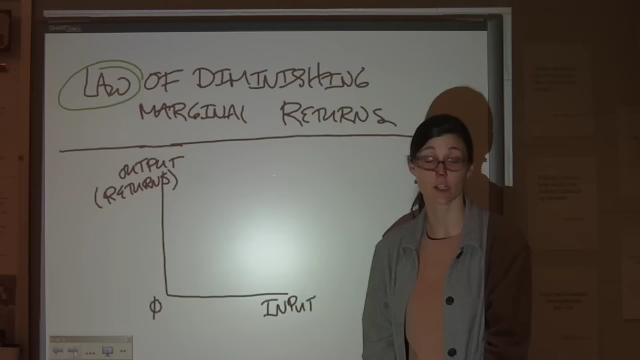 LAW OF DIMINISHING
MARGINAL RETURNS
OUTPUT
(RETURNS)
φ INPUT